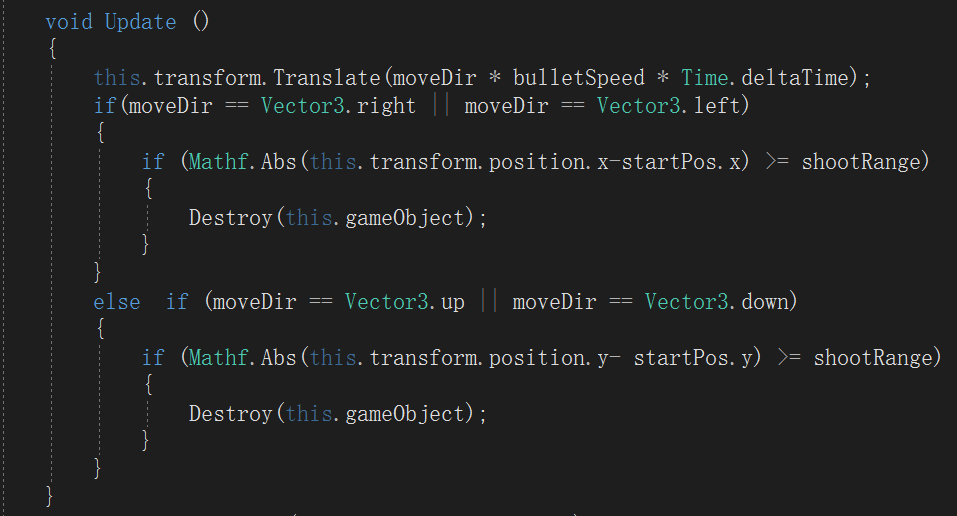 void Update ()
{
this.transform.Translate(moveDir * bulletSpeed * Time.deltaTime);
if(moveDir == Vector3.right || moveDir == Vector3.left)
{
if (Mathf.Abs(this.transform.position.x-startPos.x) >= shootRange)
{
Destroy(this.gameObject);
}
}
else  if (moveDir == Vector3.up || moveDir == Vector3.down)
{
if (Mathf.Abs(this.transform.position.y- startPos.y) >= shootRange)
{
Destroy(this.gameObject);
}
}
}